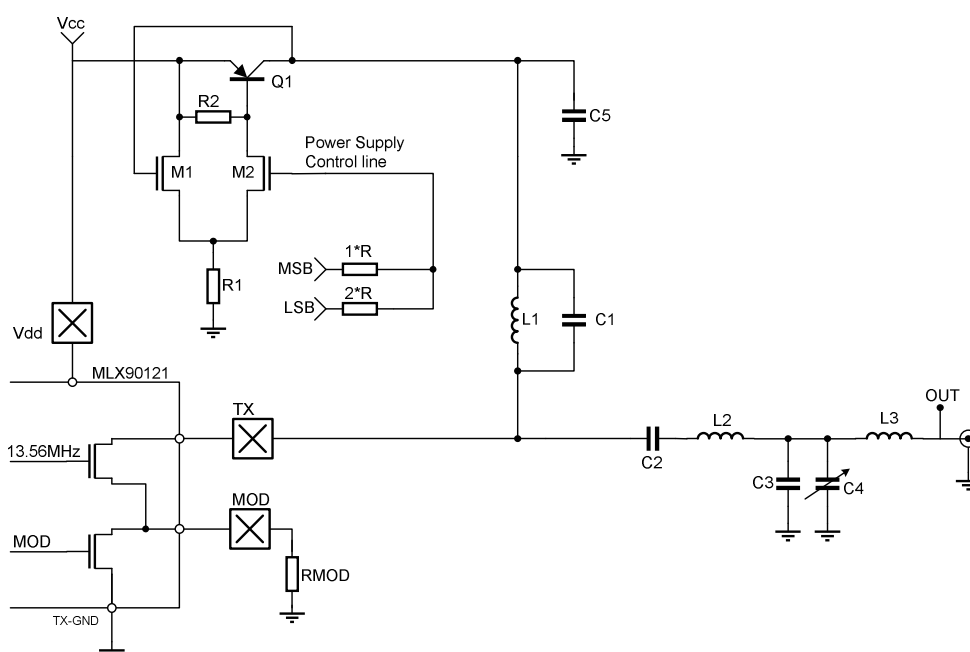 Vcc
Q1
R2
C5
Power Supply
Control line
M1
M2
1*R
MSB
R1
2*R
LSB
L1
C1
Vdd
MLX90121
TX
OUT
L2
L3
13.56MHz
C2
C3
C4
MOD
MOD
RMOD
TX-GND